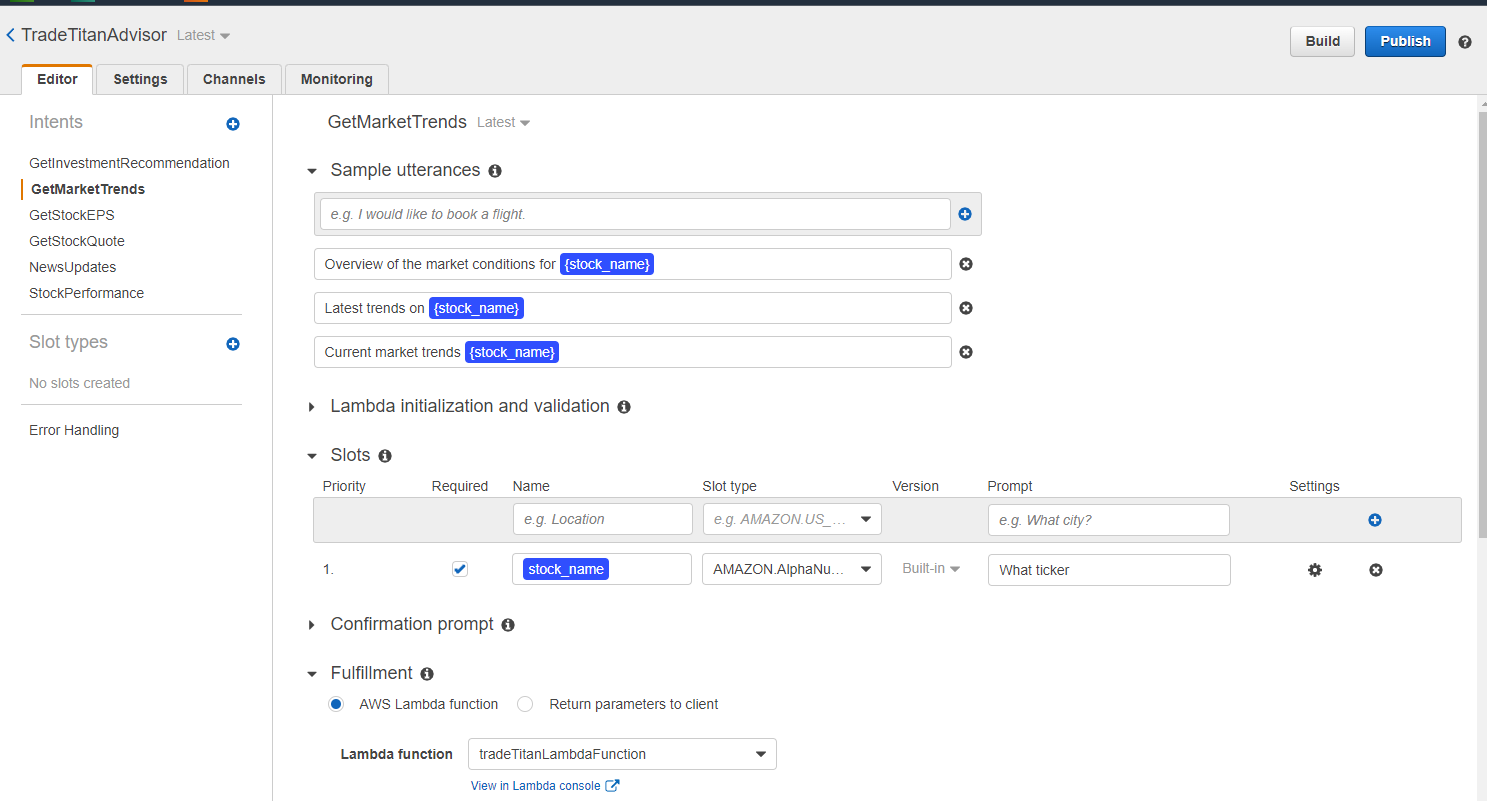 TradeTitanAdvisor Latest
Build Publish
Editor Settings Channels Monitoring
Intents
GetInvestmentRecommendation
GetMarketTrends
GetStockEPS
GetStockQuote
NewsUpdates
StockPerformance
Slot types
No slots created
Error Handling
GetMarketTrends Latest
Sample utterances
e.g. I would like to book a flight.
Overview of the market conditions for {stock_name}
Latest trends on {stock_name}
Current market trends {stock_name}
Lambda initialization and validation
Slots
Priority Required Name Slot type Version Prompt Settings
e.g. Location e.g. AMAZON.US_... e.g. What city?
1. stock_name AMAZON.AlphaNu... Built-in What ticker
Confirmation prompt
Fulfillment
AWS Lambda function Return parameters to client
Lambda function tradeTitanLambdaFunction
View in Lambda console